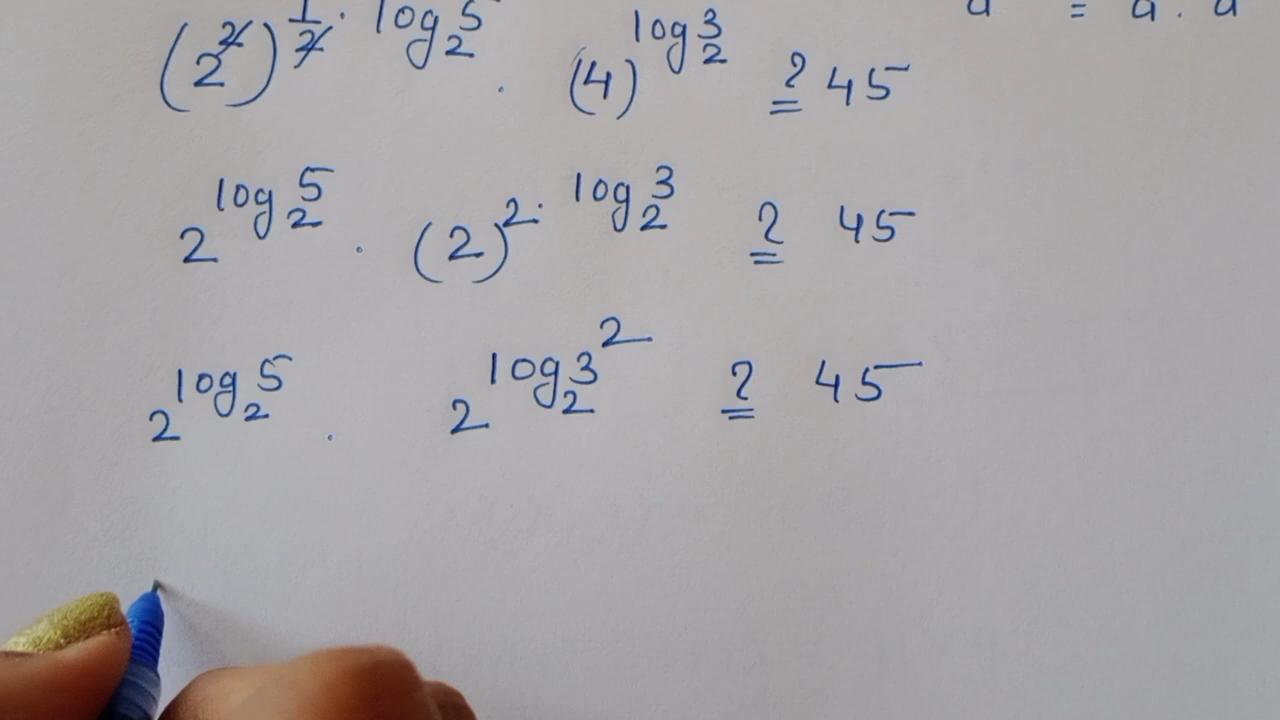 (2^2)^{1/2 · log_2 5} · (4)^{log_2 3} ≟ 45
2^{log_2 5} · (2)^{2 · log_2 3} ≟ 45
2^{log_2 5} · 2^{log_2 3^2} ≟ 45